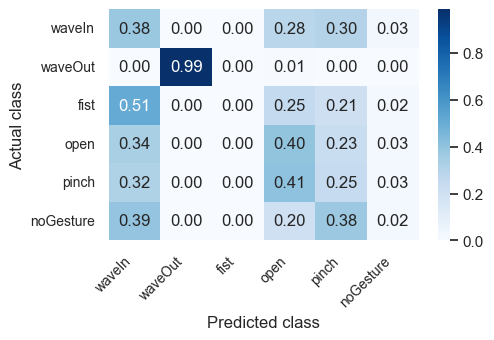 waveIn 0.38 0.00 0.00 0.28 0.30 0.03
waveOut 0.00 0.99 0.00 0.01 0.00 0.00
fist 0.51 0.00 0.00 0.25 0.21 0.02
open 0.34 0.00 0.00 0.40 0.23 0.03
pinch 0.32 0.00 0.00 0.41 0.25 0.03
noGesture 0.39 0.00 0.00 0.20 0.38 0.02
Actual class
waveIn waveOut fist open pinch noGesture
Predicted class
0.8
0.6
0.4
0.2
0.0